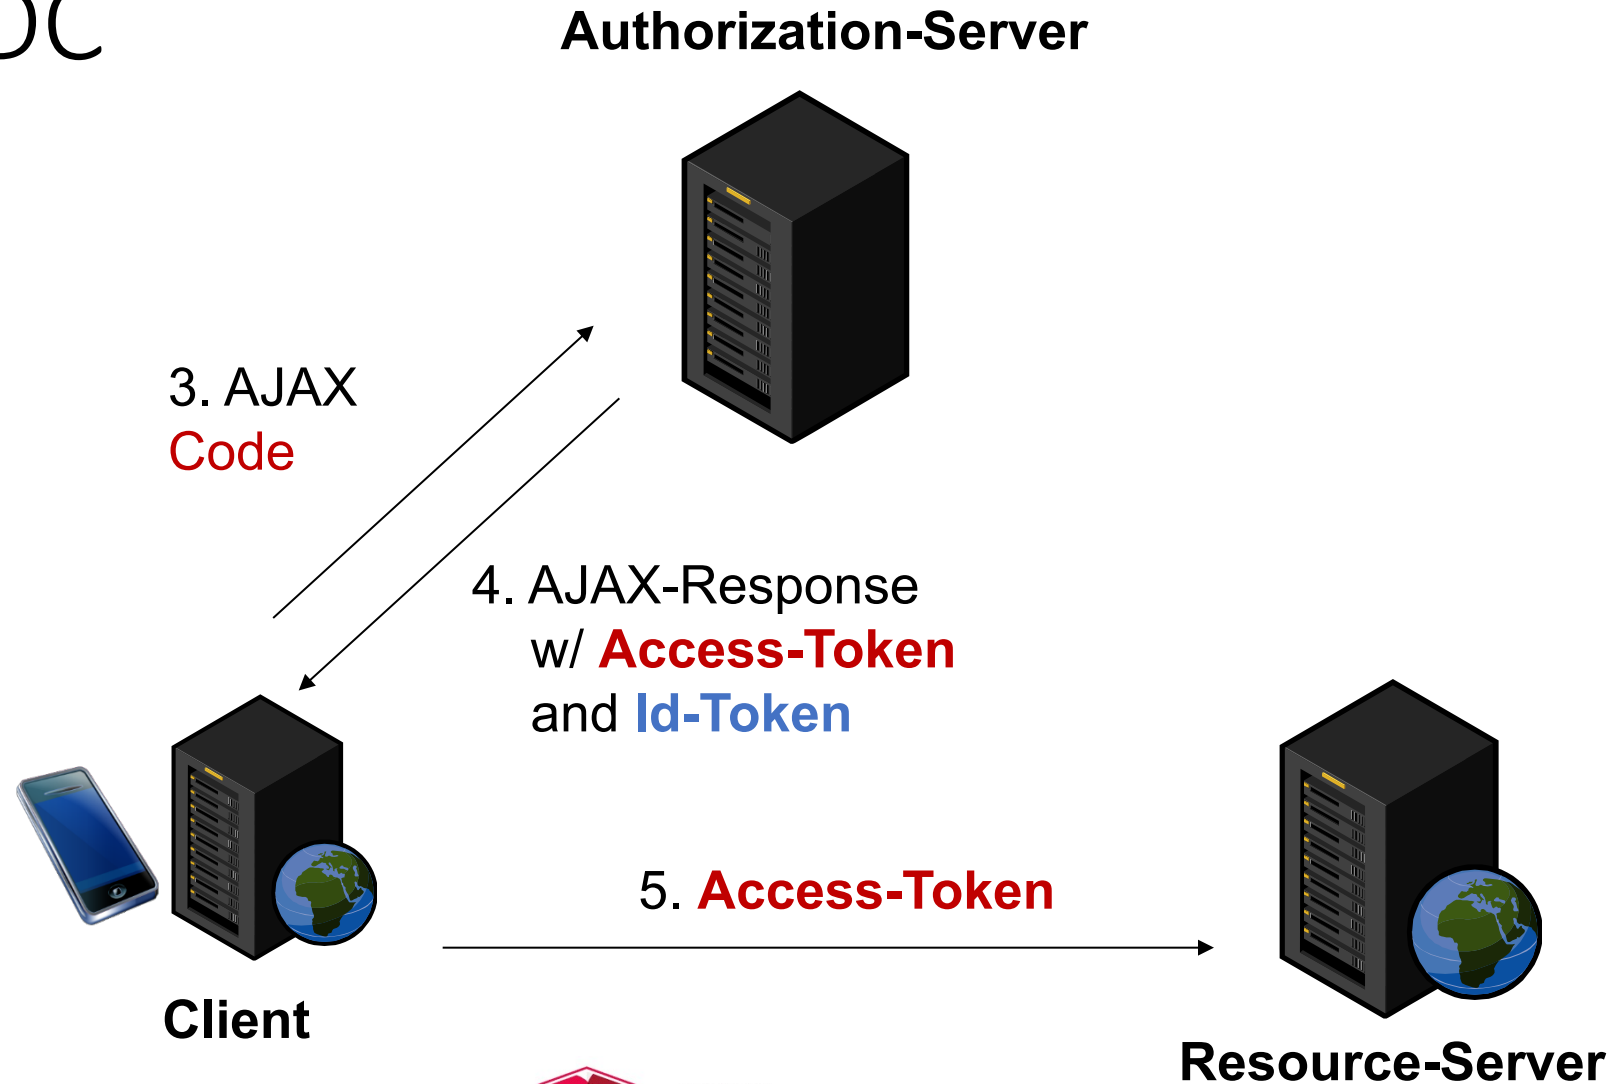 DC
Authorization-Server
3. AJAX
Code
4. AJAX-Response
w/ Access-Token
and Id-Token
5. Access-Token
Client
Resource-Server